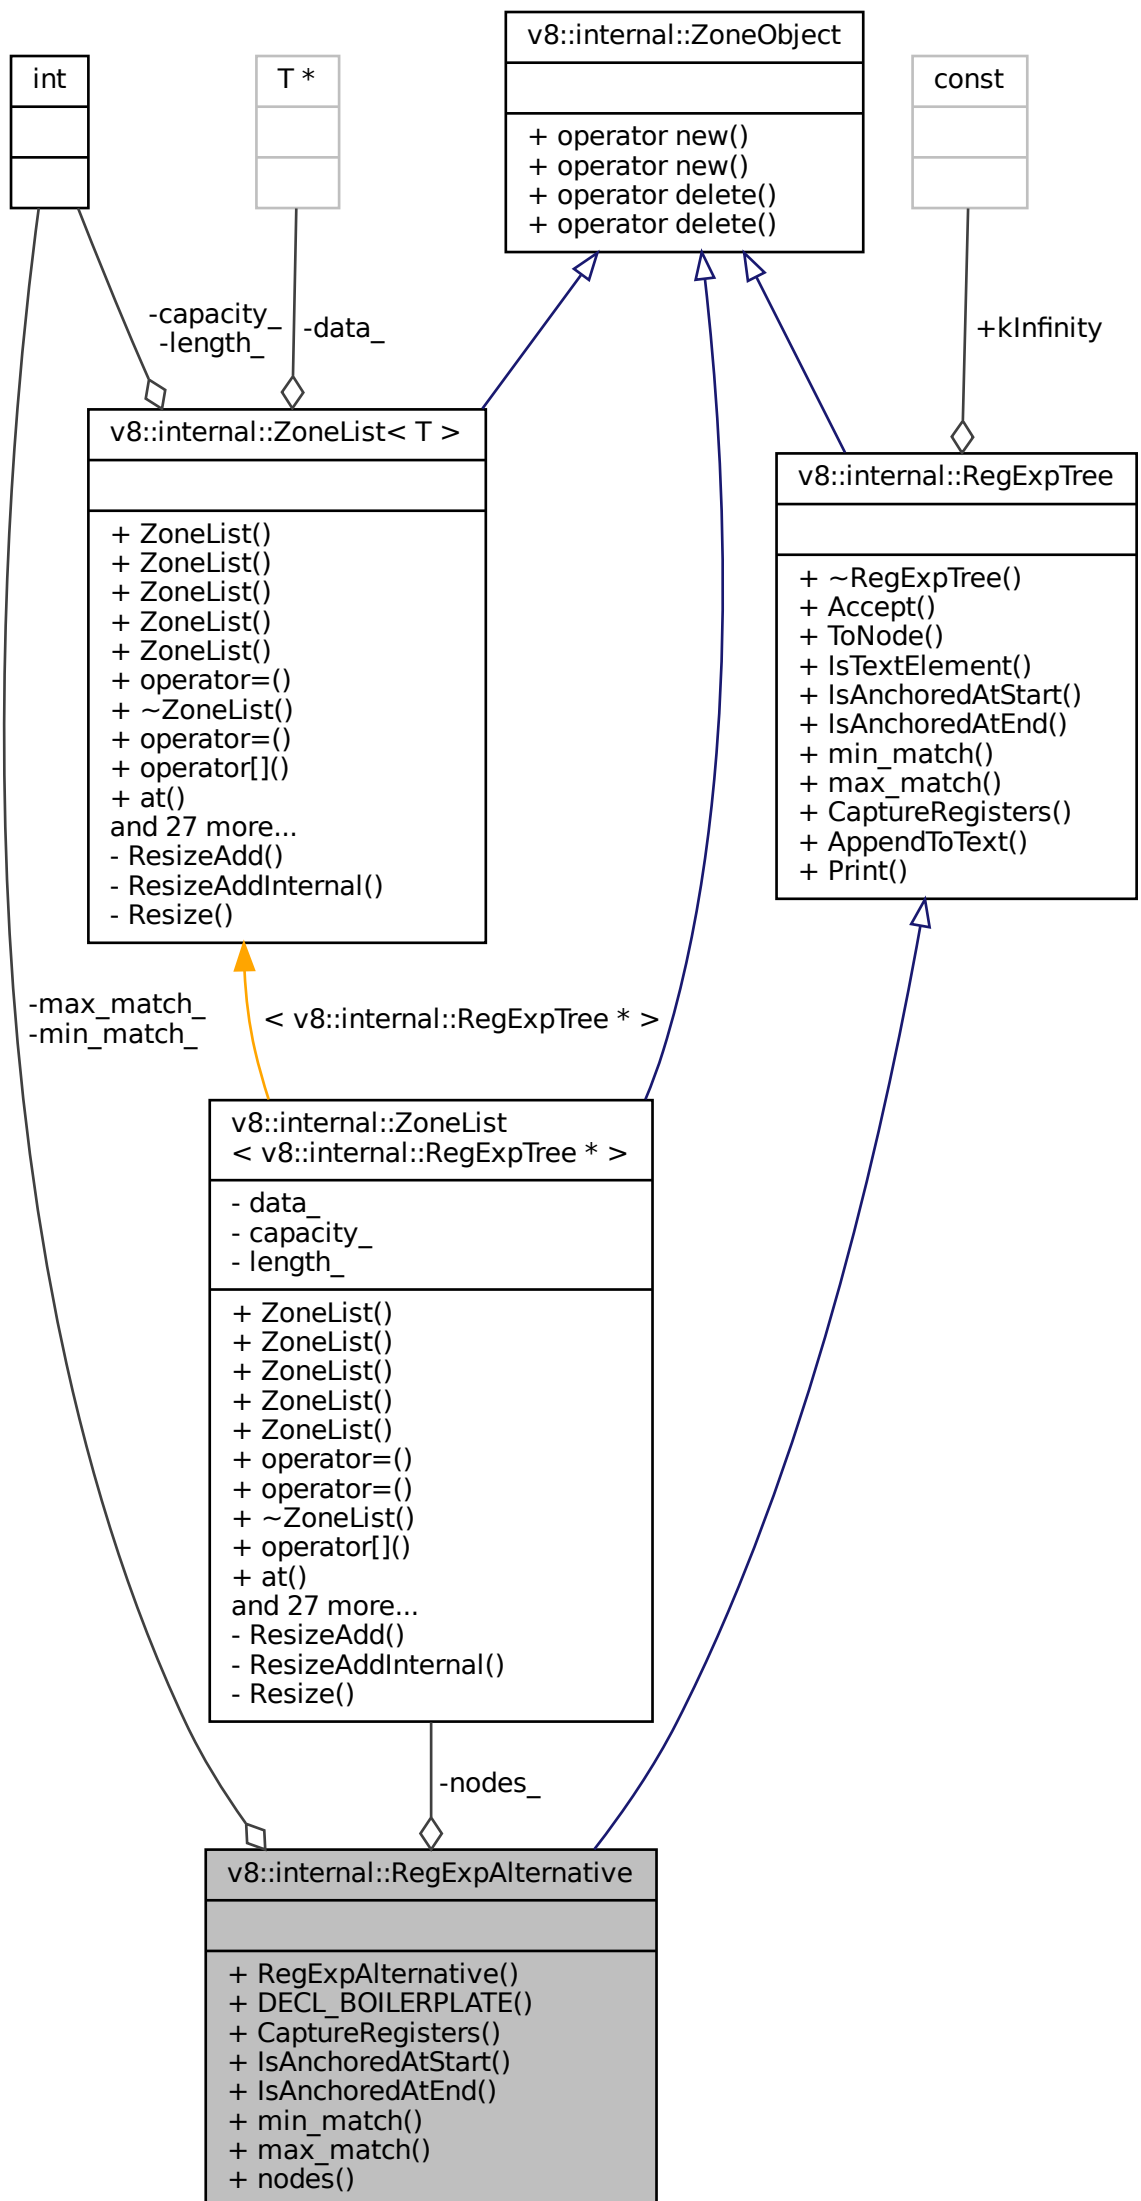 v8::internal::ZoneObject
+ operator new()
+ operator new()
+ operator delete()
+ operator delete()
int
T *
const
-capacity_
-length_
-data_
+kInfinity
v8::internal::ZoneList< T >
+ ZoneList()
+ ZoneList()
+ ZoneList()
+ ZoneList()
+ ZoneList()
+ operator=()
+ ~ZoneList()
+ operator=()
+ operator[]()
+ at()
and 27 more...
- ResizeAdd()
- ResizeAddInternal()
- Resize()
v8::internal::RegExpTree
+ ~RegExpTree()
+ Accept()
+ ToNode()
+ IsTextElement()
+ IsAnchoredAtStart()
+ IsAnchoredAtEnd()
+ min_match()
+ max_match()
+ CaptureRegisters()
+ AppendToText()
+ Print()
-max_match_
-min_match_
< v8::internal::RegExpTree * >
v8::internal::ZoneList
< v8::internal::RegExpTree * >
- data_
- capacity_
- length_
+ ZoneList()
+ ZoneList()
+ ZoneList()
+ ZoneList()
+ ZoneList()
+ operator=()
+ operator=()
+ ~ZoneList()
+ operator[]()
+ at()
and 27 more...
- ResizeAdd()
- ResizeAddInternal()
- Resize()
-nodes_
v8::internal::RegExpAlternative
+ RegExpAlternative()
+ DECL_BOILERPLATE()
+ CaptureRegisters()
+ IsAnchoredAtStart()
+ IsAnchoredAtEnd()
+ min_match()
+ max_match()
+ nodes()